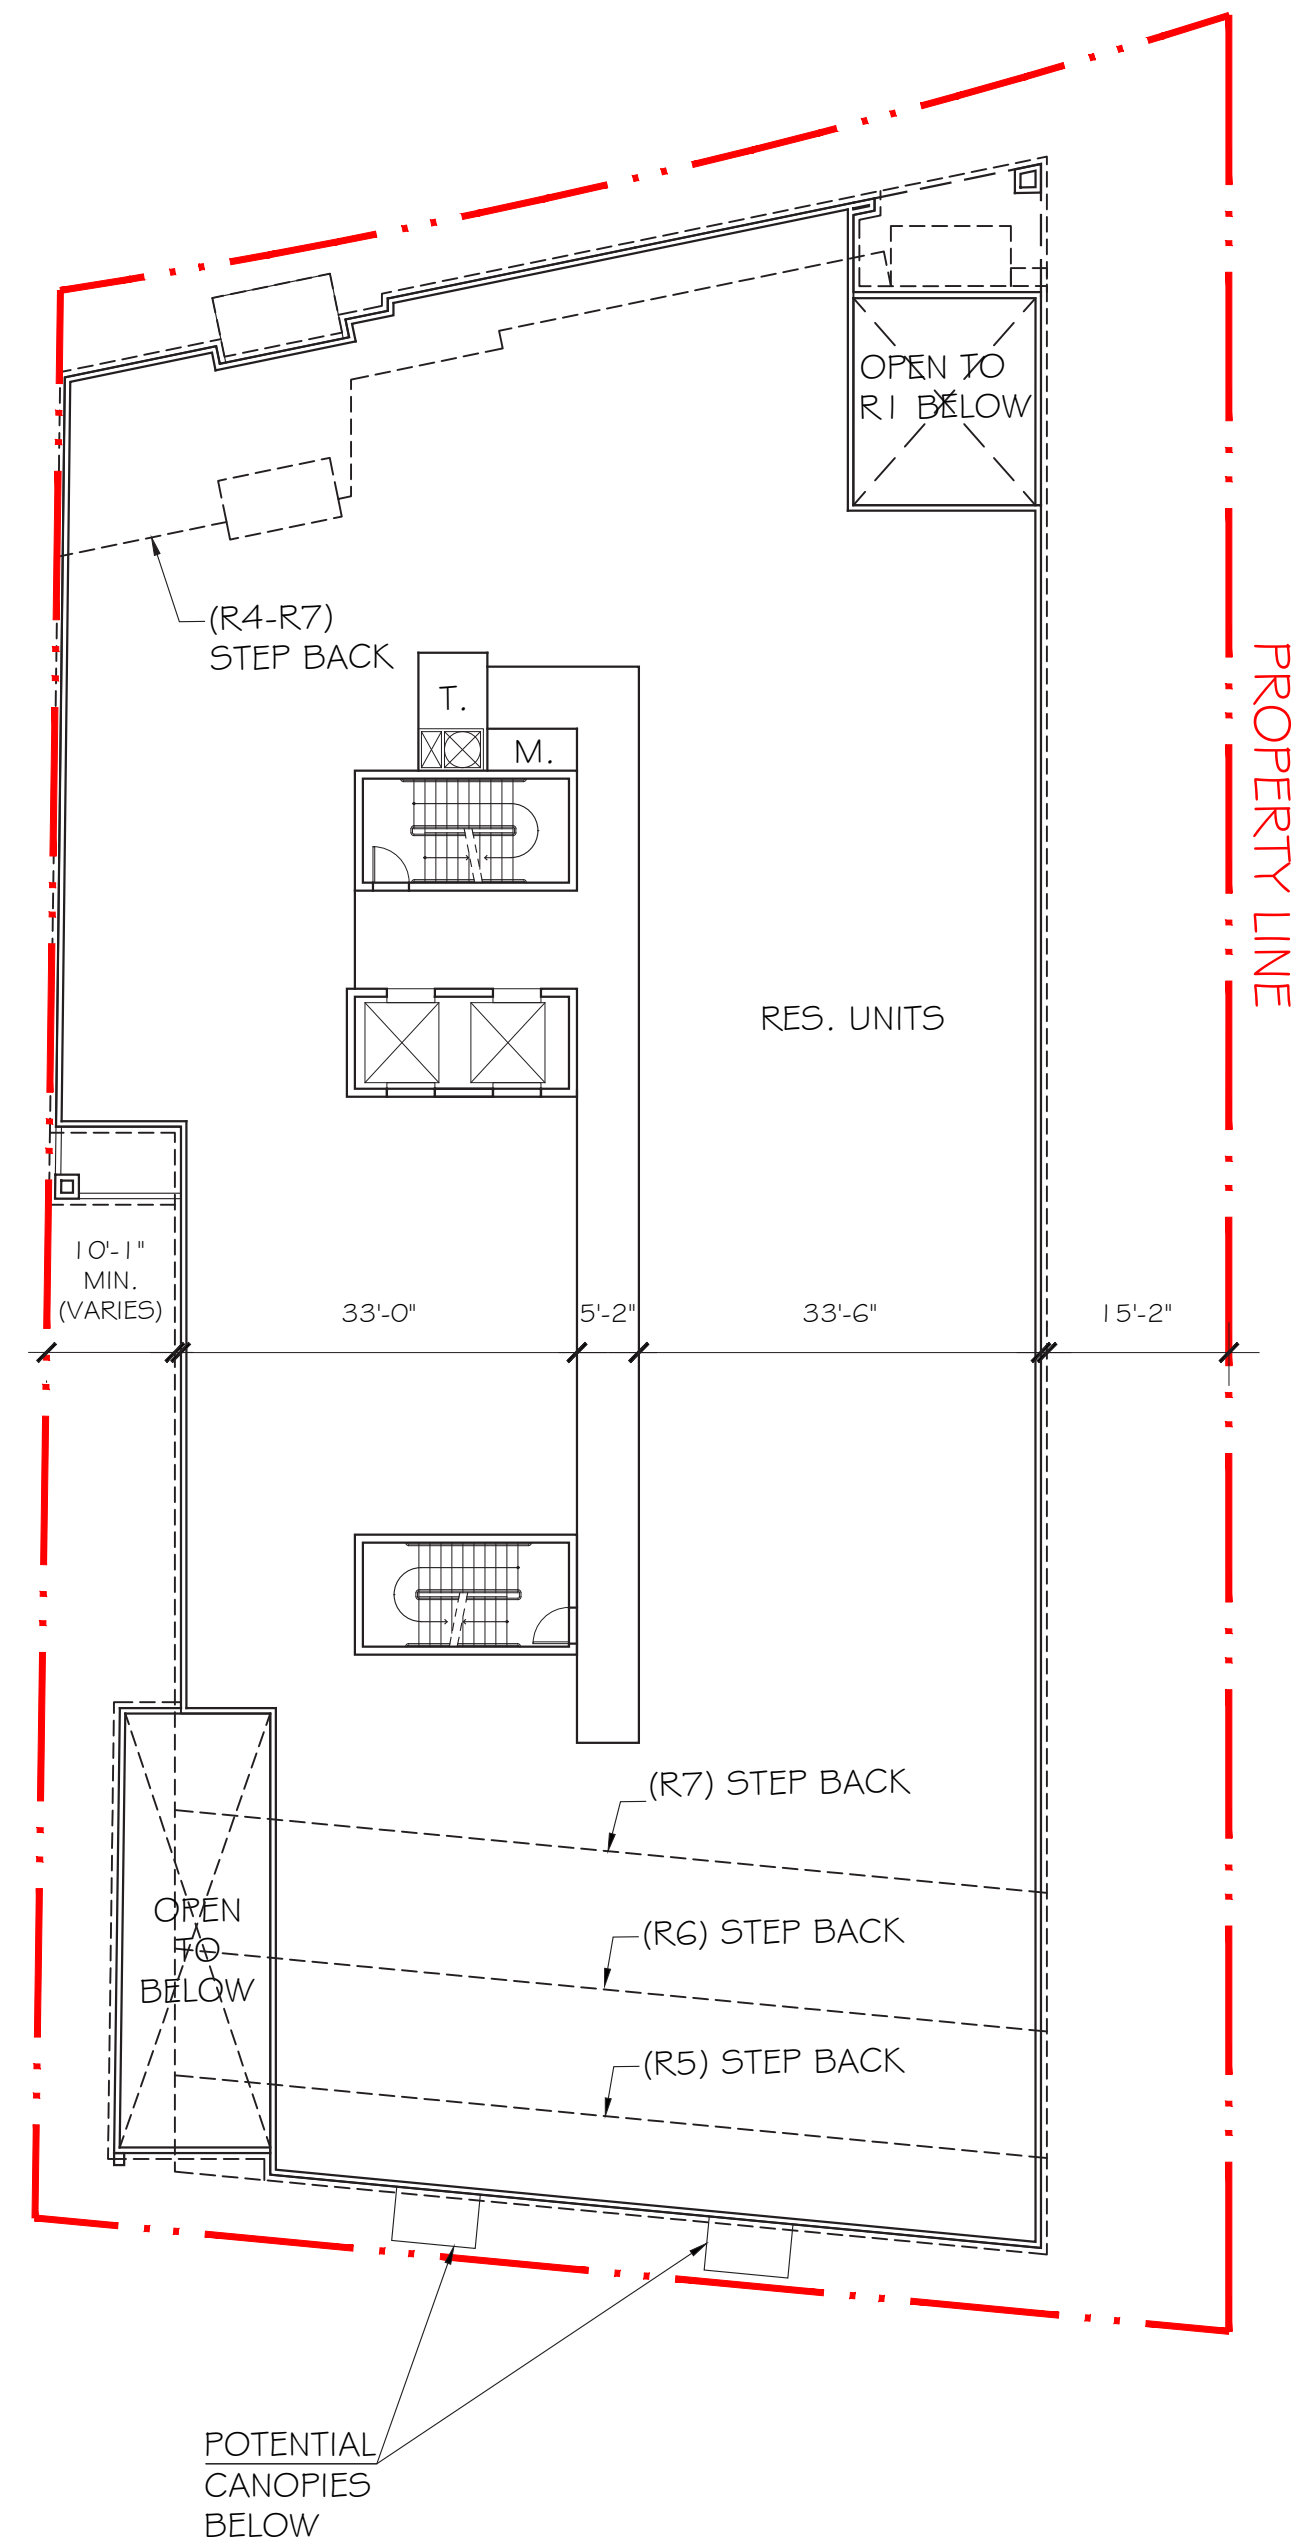 OPEN TO
R1 BELOW
(R4-R7)
STEP BACK
T.
M.
PROPERTY LINE
RES. UNITS
10'-1"
MIN.
(VARIES)
33'-0"
5'-2"
33'-6"
15'-2"
(R7) STEP BACK
OPEN
TO
BELOW
(R6) STEP BACK
(R5) STEP BACK
POTENTIAL
CANOPIES
BELOW